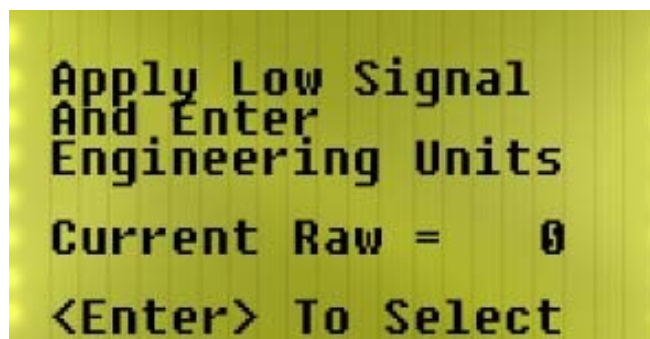 Apply Low Signal
And Enter
Engineering Units
Current Raw = 0
<Enter> To Select